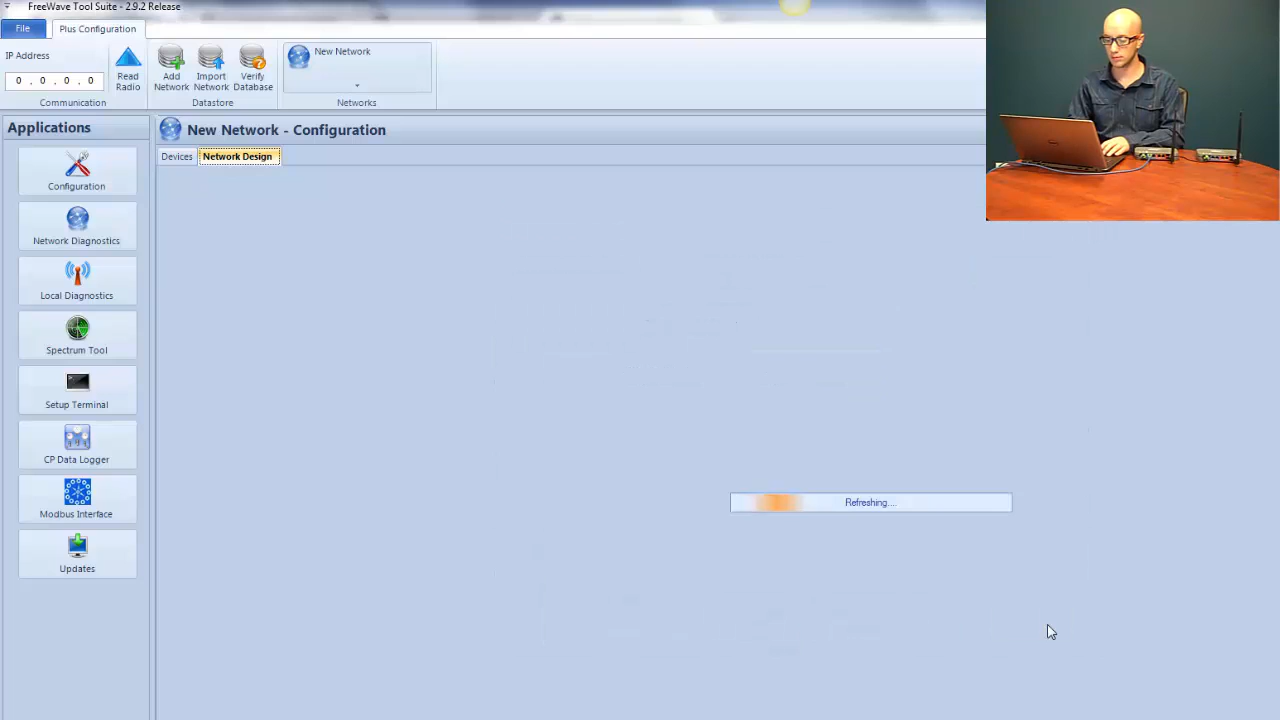 FreeWave Tool Suite - 2.9.2 Release
File
Plus Configuration
IP Address
0 . 0 . 0 . 0
Read Radio
Communication
Add Network
Import Network
Verify Database
Datastore
New Network
Networks
Applications
Configuration
Network Diagnostics
Local Diagnostics
Spectrum Tool
Setup Terminal
CP Data Logger
Modbus Interface
Updates
New Network - Configuration
Devices
Network Design
Refreshing....